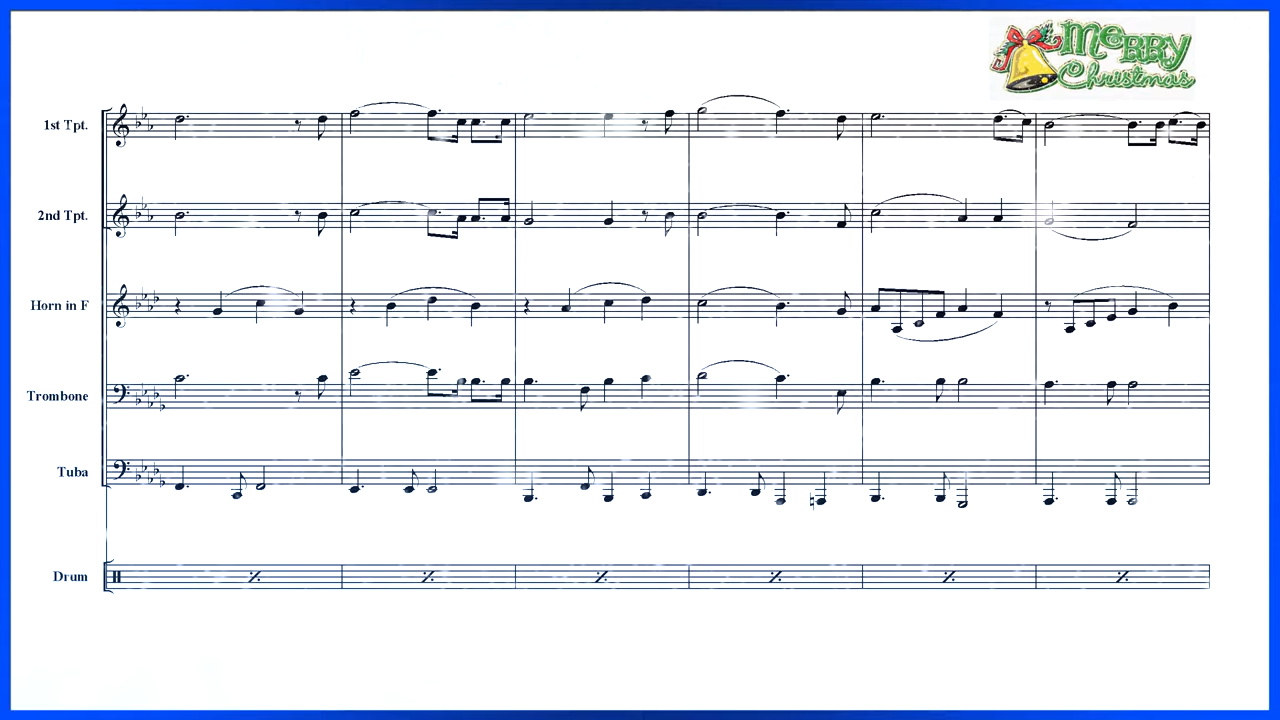 Merry
Christmas
1st Tpt.
2nd Tpt.
Horn in F
Trombone
Tuba
Drum